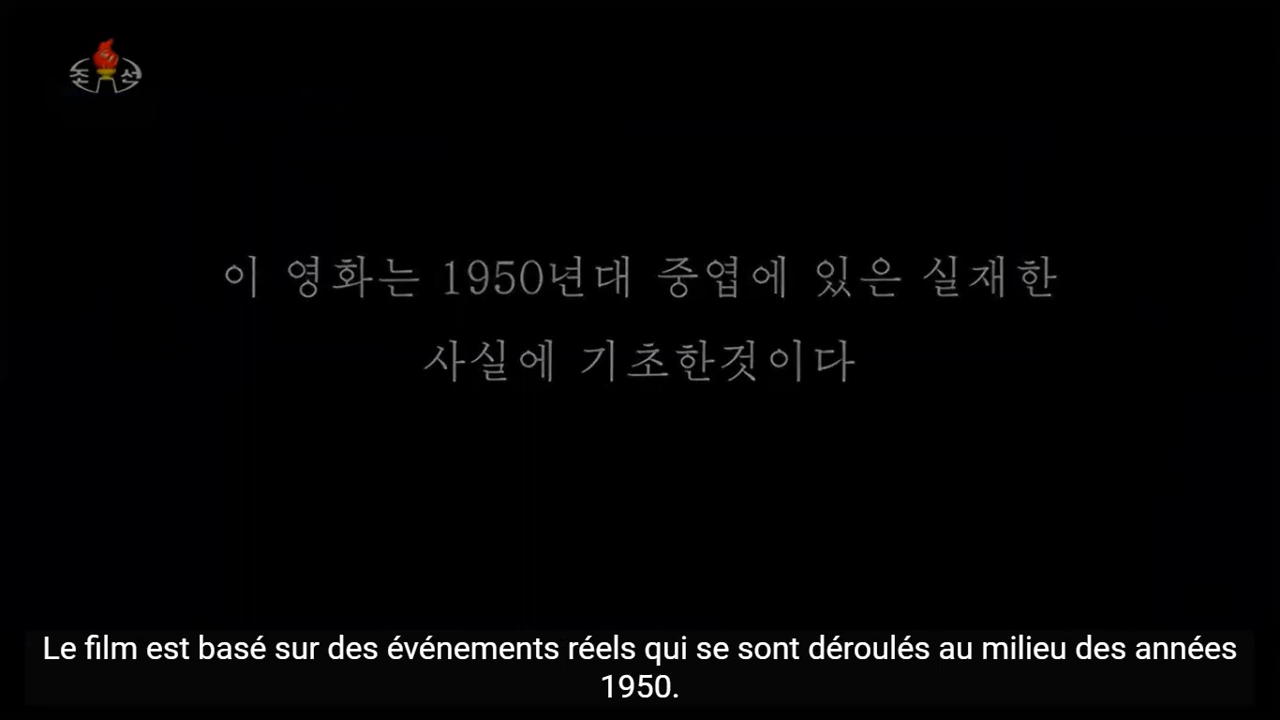 조선
이 영화는 1950년대 중엽에 있은 실재한
사실에 기초한것이다
Le film est basé sur des événements réels qui se sont déroulés au milieu des années
1950.